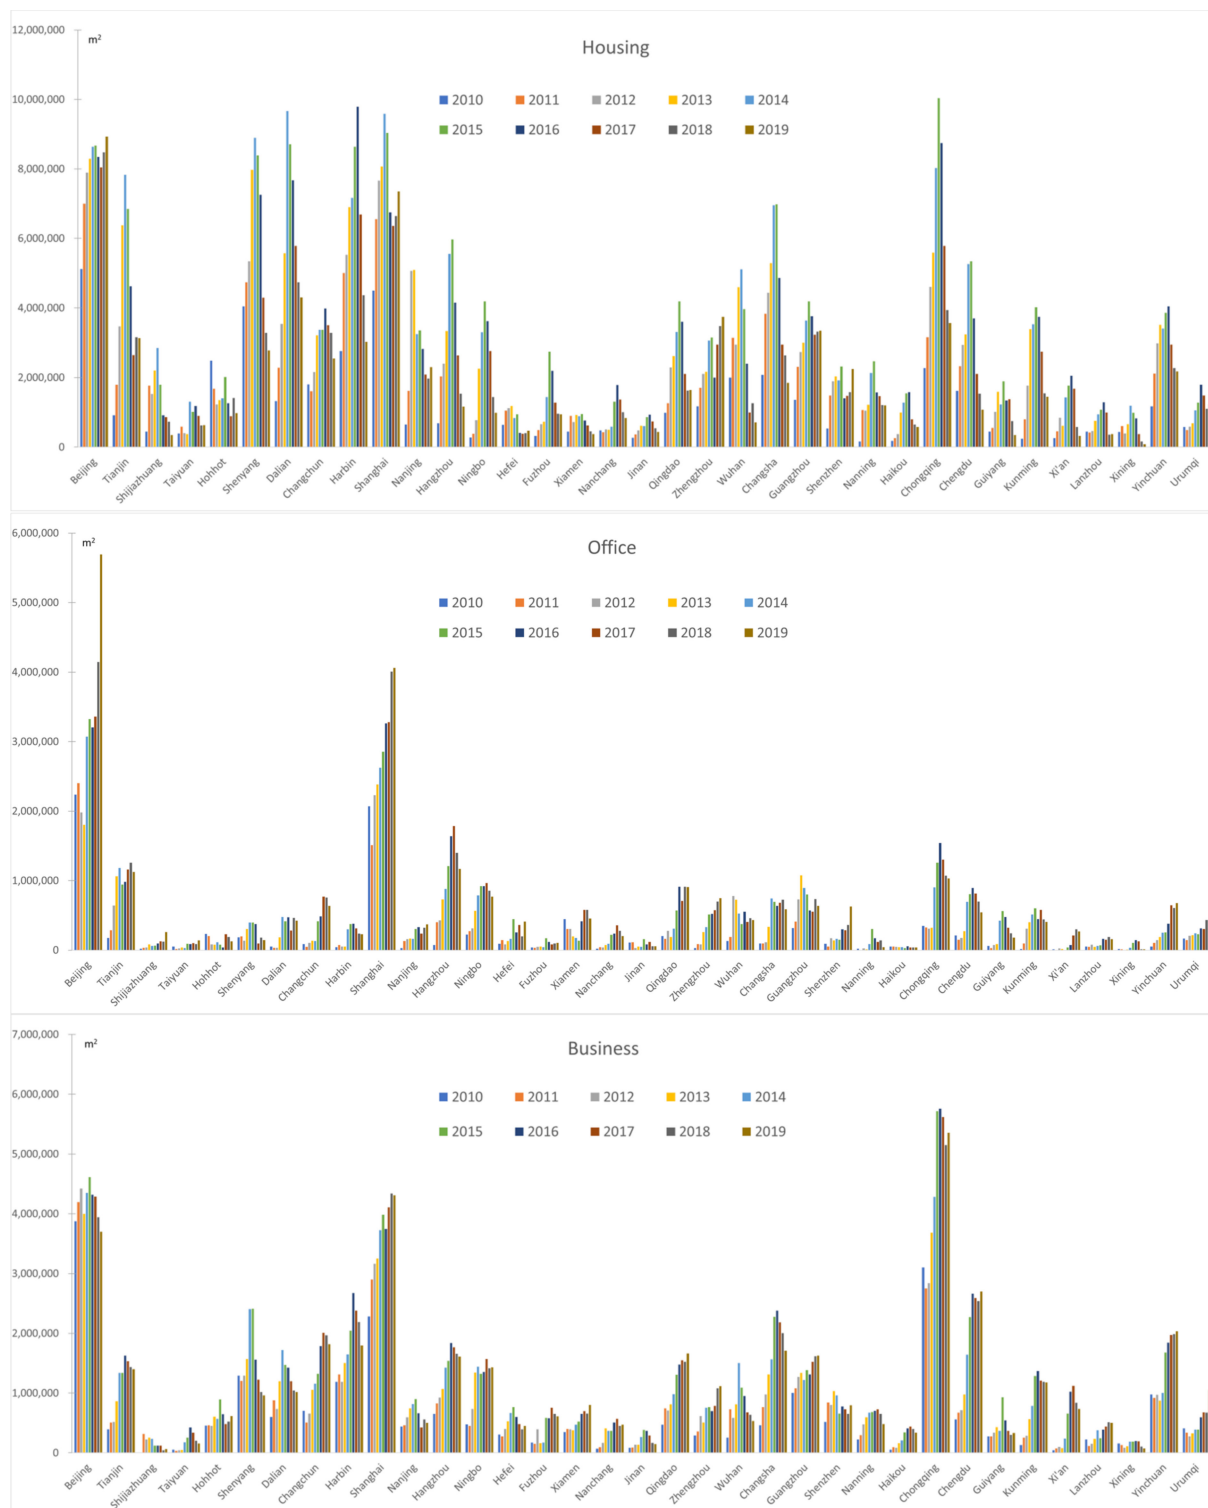 12,000,000
m²
Housing
10,000,000
2010 2011 2012 2013 2014
2015 2016 2017 2018 2019
8,000,000
6,000,000
4,000,000
2,000,000
0
Beijing Tianjin Shijiazhuang Taiyuan Hohhot Shenyang Dalian Changchun Harbin Shanghai Nanjing Hangzhou Ningbo Hefei Fuzhou Xiamen Nanchang Jinan Qingdao Zhengzhou Wuhan Changsha Guangzhou Shenzhen Nanning Haikou Chongqing Chengdu Guiyang Kunming Xi'an Lanzhou Xining Yinchuan Urumqi
6,000,000
m²
Office
5,000,000
2010 2011 2012 2013 2014
2015 2016 2017 2018 2019
4,000,000
3,000,000
2,000,000
1,000,000
0
Beijing Tianjin Shijiazhuang Taiyuan Hohhot Shenyang Dalian Changchun Harbin Shanghai Nanjing Hangzhou Ningbo Hefei Fuzhou Xiamen Nanchang Jinan Qingdao Zhengzhou Wuhan Changsha Guangzhou Shenzhen Nanning Haikou Chongqing Chengdu Guiyang Kunming Xi'an Lanzhou Xining Yinchuan Urumqi
7,000,000
m²
Business
6,000,000
2010 2011 2012 2013 2014
2015 2016 2017 2018 2019
5,000,000
4,000,000
3,000,000
2,000,000
1,000,000
0
Beijing Tianjin Shijiazhuang Taiyuan Hohhot Shenyang Dalian Changchun Harbin Shanghai Nanjing Hangzhou Ningbo Hefei Fuzhou Xiamen Nanchang Jinan Qingdao Zhengzhou Wuhan Changsha Guangzhou Shenzhen Nanning Haikou Chongqing Chengdu Guiyang Kunming Xi'an Lanzhou Xining Yinchuan Urumqi